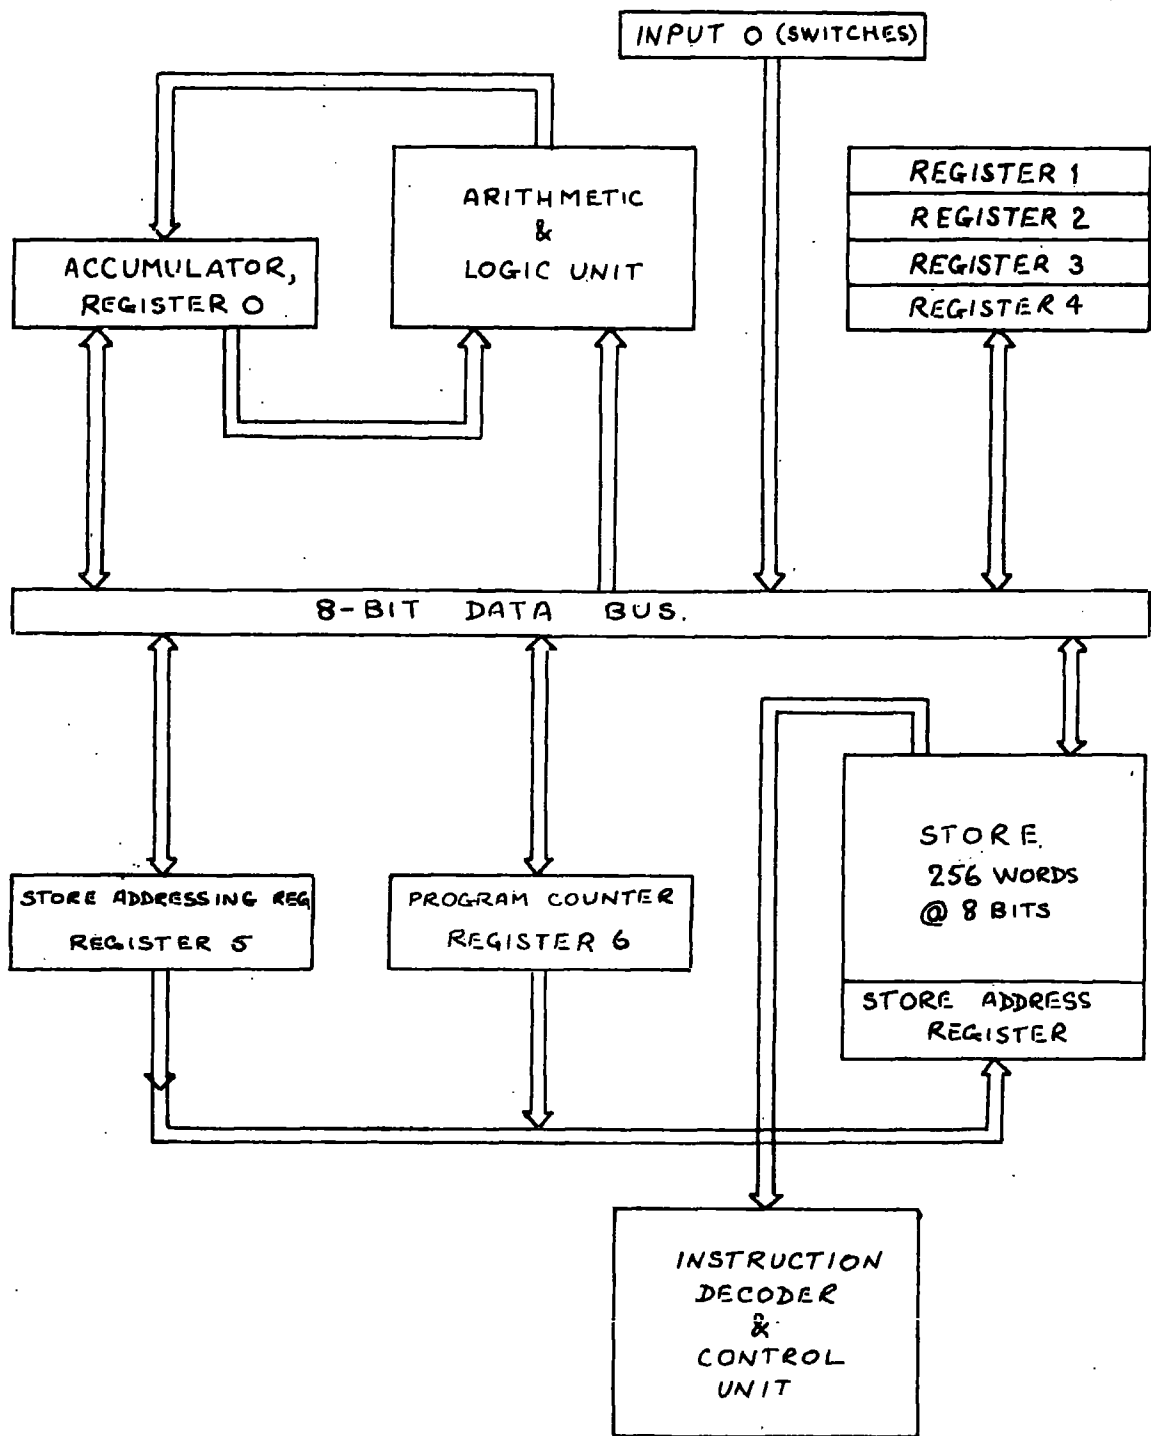 INPUT 0 (SWITCHES)
ARITHMETIC
&
LOGIC UNIT
REGISTER 1
REGISTER 2
REGISTER 3
REGISTER 4
ACCUMULATOR,
REGISTER 0
8-BIT DATA BUS.
STORE ADDRESSING REG
REGISTER 5
PROGRAM COUNTER
REGISTER 6
STORE.
256 WORDS
@ 8 BITS
STORE ADDRESS
REGISTER
INSTRUCTION
DECODER
&
CONTROL
UNIT